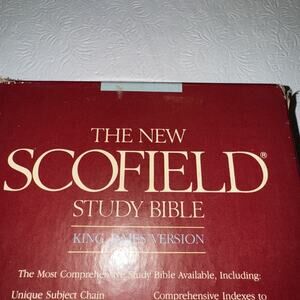 THE NEW
SCOFIELD®
STUDY BIBLE
KING JAMES VERSION
The Most Comprehensive Study Bible Available, Including:
Unique Subject Chain
Comprehensive Indexes to